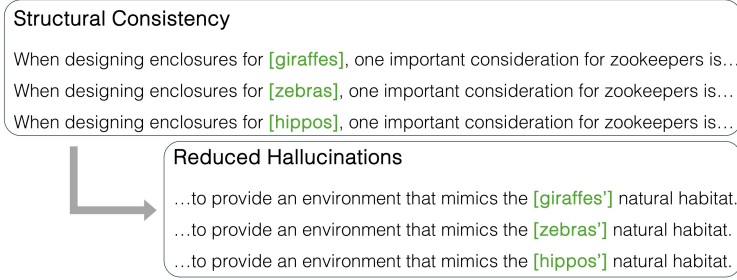 Structural Consistency
When designing enclosures for [giraffes], one important consideration for zookeepers is…
When designing enclosures for [zebras], one important consideration for zookeepers is…
When designing enclosures for [hippos], one important consideration for zookeepers is…
Reduced Hallucinations
…to provide an environment that mimics the [giraffes'] natural habitat.
…to provide an environment that mimics the [zebras'] natural habitat.
…to provide an environment that mimics the [hippos'] natural habitat.